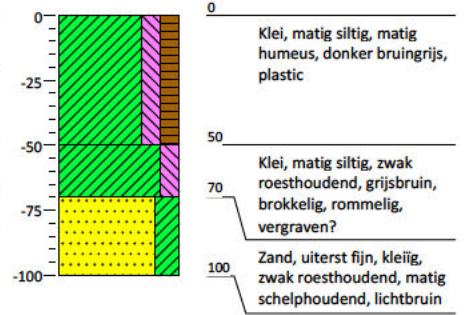 0
0
Klei, matig siltig, matig
humeus, donker bruingrijs,
plastic
-25
-50
50
Klei, matig siltig, zwak
roesthoudend, grijsbruin,
brokkelig, rommelig,
vergraven?
70
-75
Zand, uiterst fijn, kleiïg,
zwak roesthoudend, matig
schelphoudend, lichtbruin
-100
100